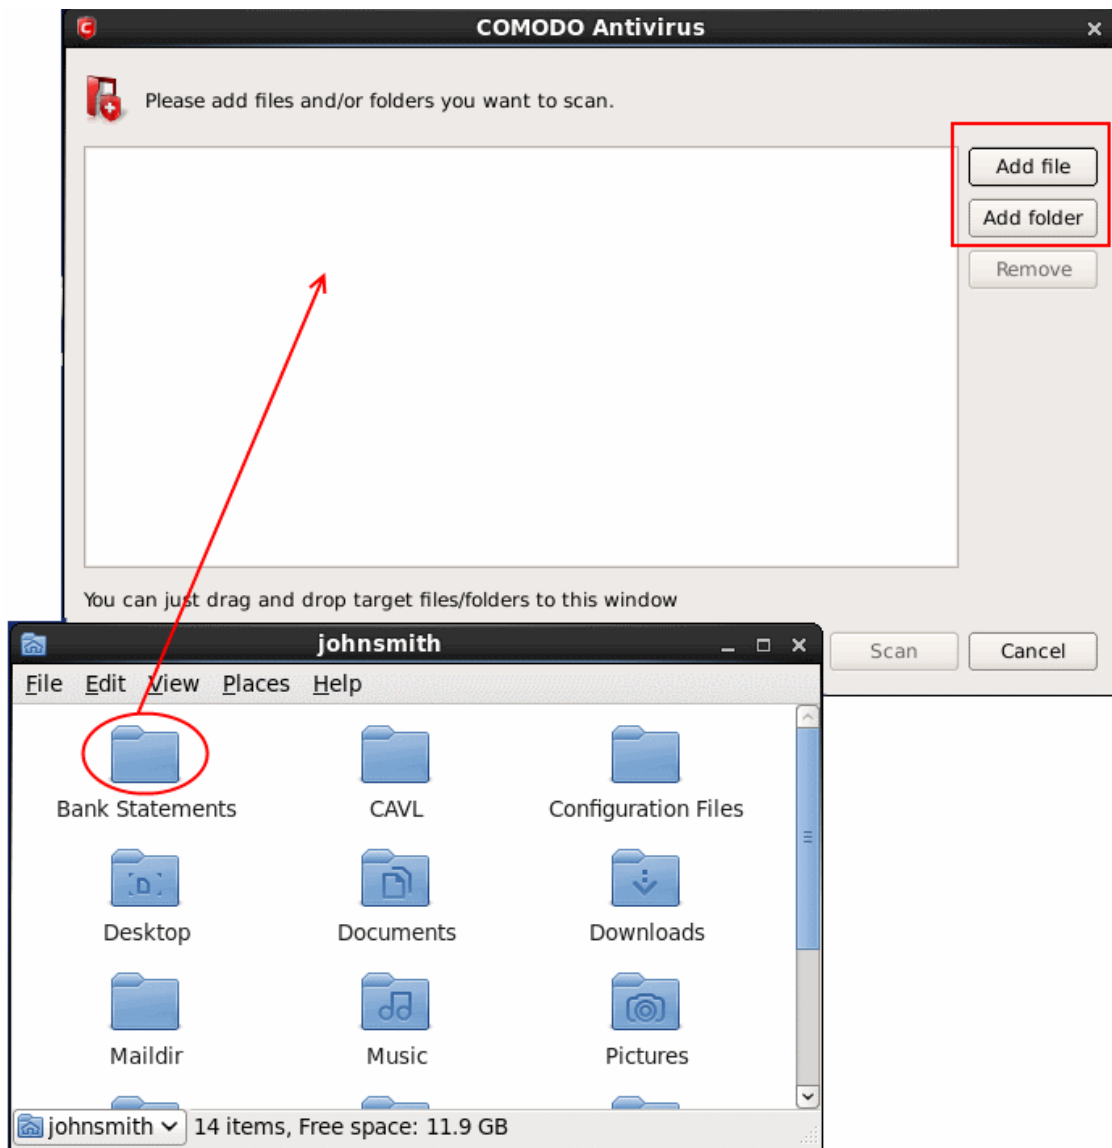 COMODO Antivirus
Please add files and/or folders you want to scan.
Add file
Add folder
Remove
You can just drag and drop target files/folders to this window
Scan
Cancel
johnsmith
File Edit View Places Help
Bank Statements CAVL Configuration Files
Desktop Documents Downloads
Maildir Music Pictures
johnsmith 14 items, Free space: 11.9 GB